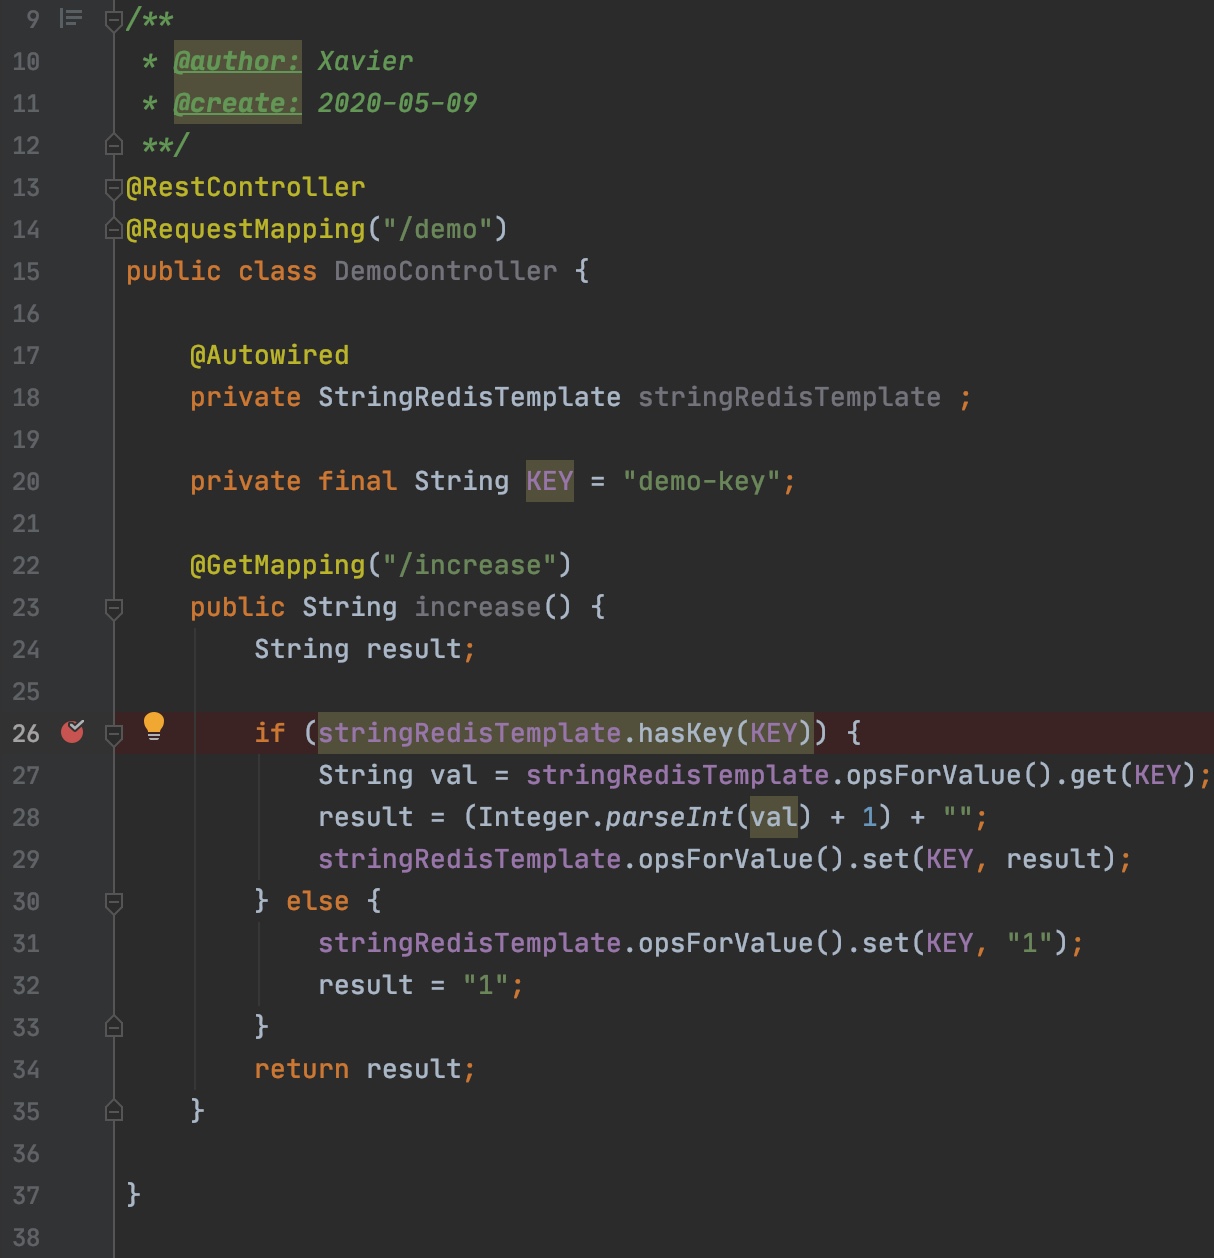 9 /**
10 * @author: Xavier
11 * @create: 2020-05-09
12 **/
13 @RestController
14 @RequestMapping("/demo")
15 public class DemoController {
16
17 @Autowired
18 private StringRedisTemplate stringRedisTemplate ;
19
20 private final String KEY = "demo-key";
21
22 @GetMapping("/increase")
23 public String increase() {
24 String result;
25
26 if (stringRedisTemplate.hasKey(KEY)) {
27 String val = stringRedisTemplate.opsForValue().get(KEY);
28 result = (Integer.parseInt(val) + 1) + "";
29 stringRedisTemplate.opsForValue().set(KEY, result);
30 } else {
31 stringRedisTemplate.opsForValue().set(KEY, "1");
32 result = "1";
33 }
34 return result;
35 }
36
37 }
38